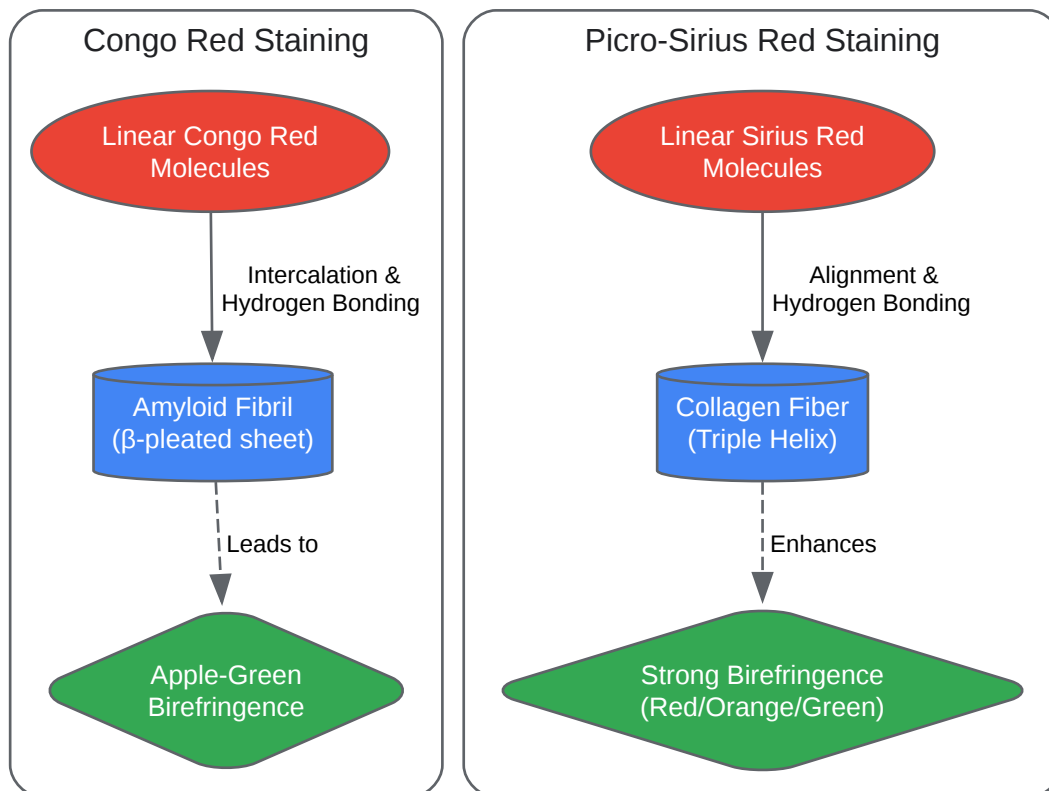 Congo Red Staining
Linear Congo Red
Molecules
Intercalation &
Hydrogen Bonding
Amyloid Fibril
(β-pleated sheet)
Leads to
Apple-Green
Birefringence
Picro-Sirius Red Staining
Linear Sirius Red
Molecules
Alignment &
Hydrogen Bonding
Collagen Fiber
(Triple Helix)
Enhances
Strong Birefringence
(Red/Orange/Green)